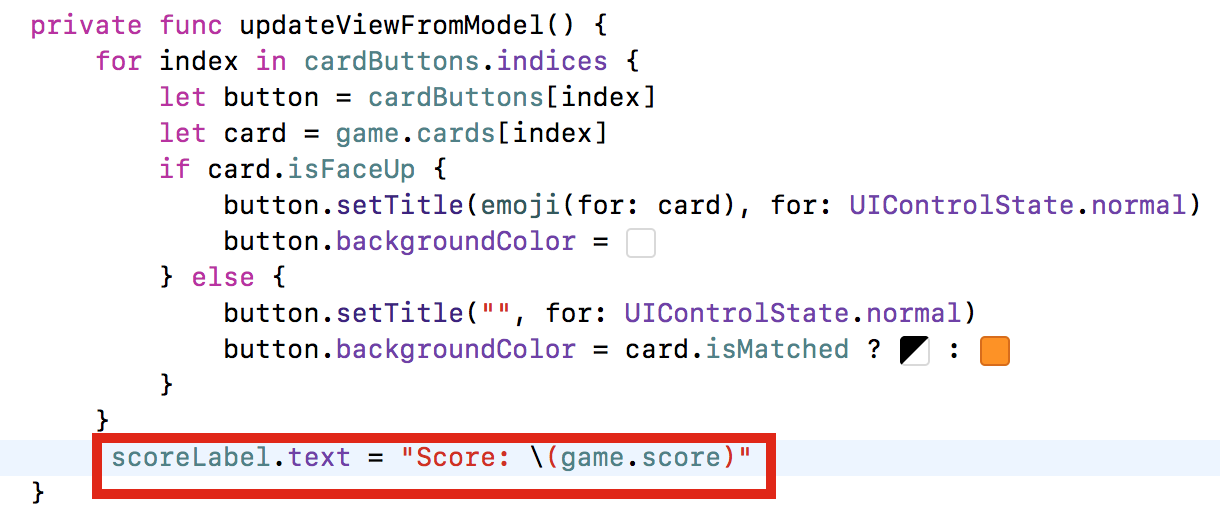 private func updateViewFromModel() {
    for index in cardButtons.indices {
        let button = cardButtons[index]
        let card = game.cards[index]
        if card.isFaceUp {
            button.setTitle(emoji(for: card), for: UIControlState.normal)
            button.backgroundColor =
        } else {
            button.setTitle("", for: UIControlState.normal)
            button.backgroundColor = card.isMatched ? :
        }
    }
    scoreLabel.text = "Score: \(game.score)"
}